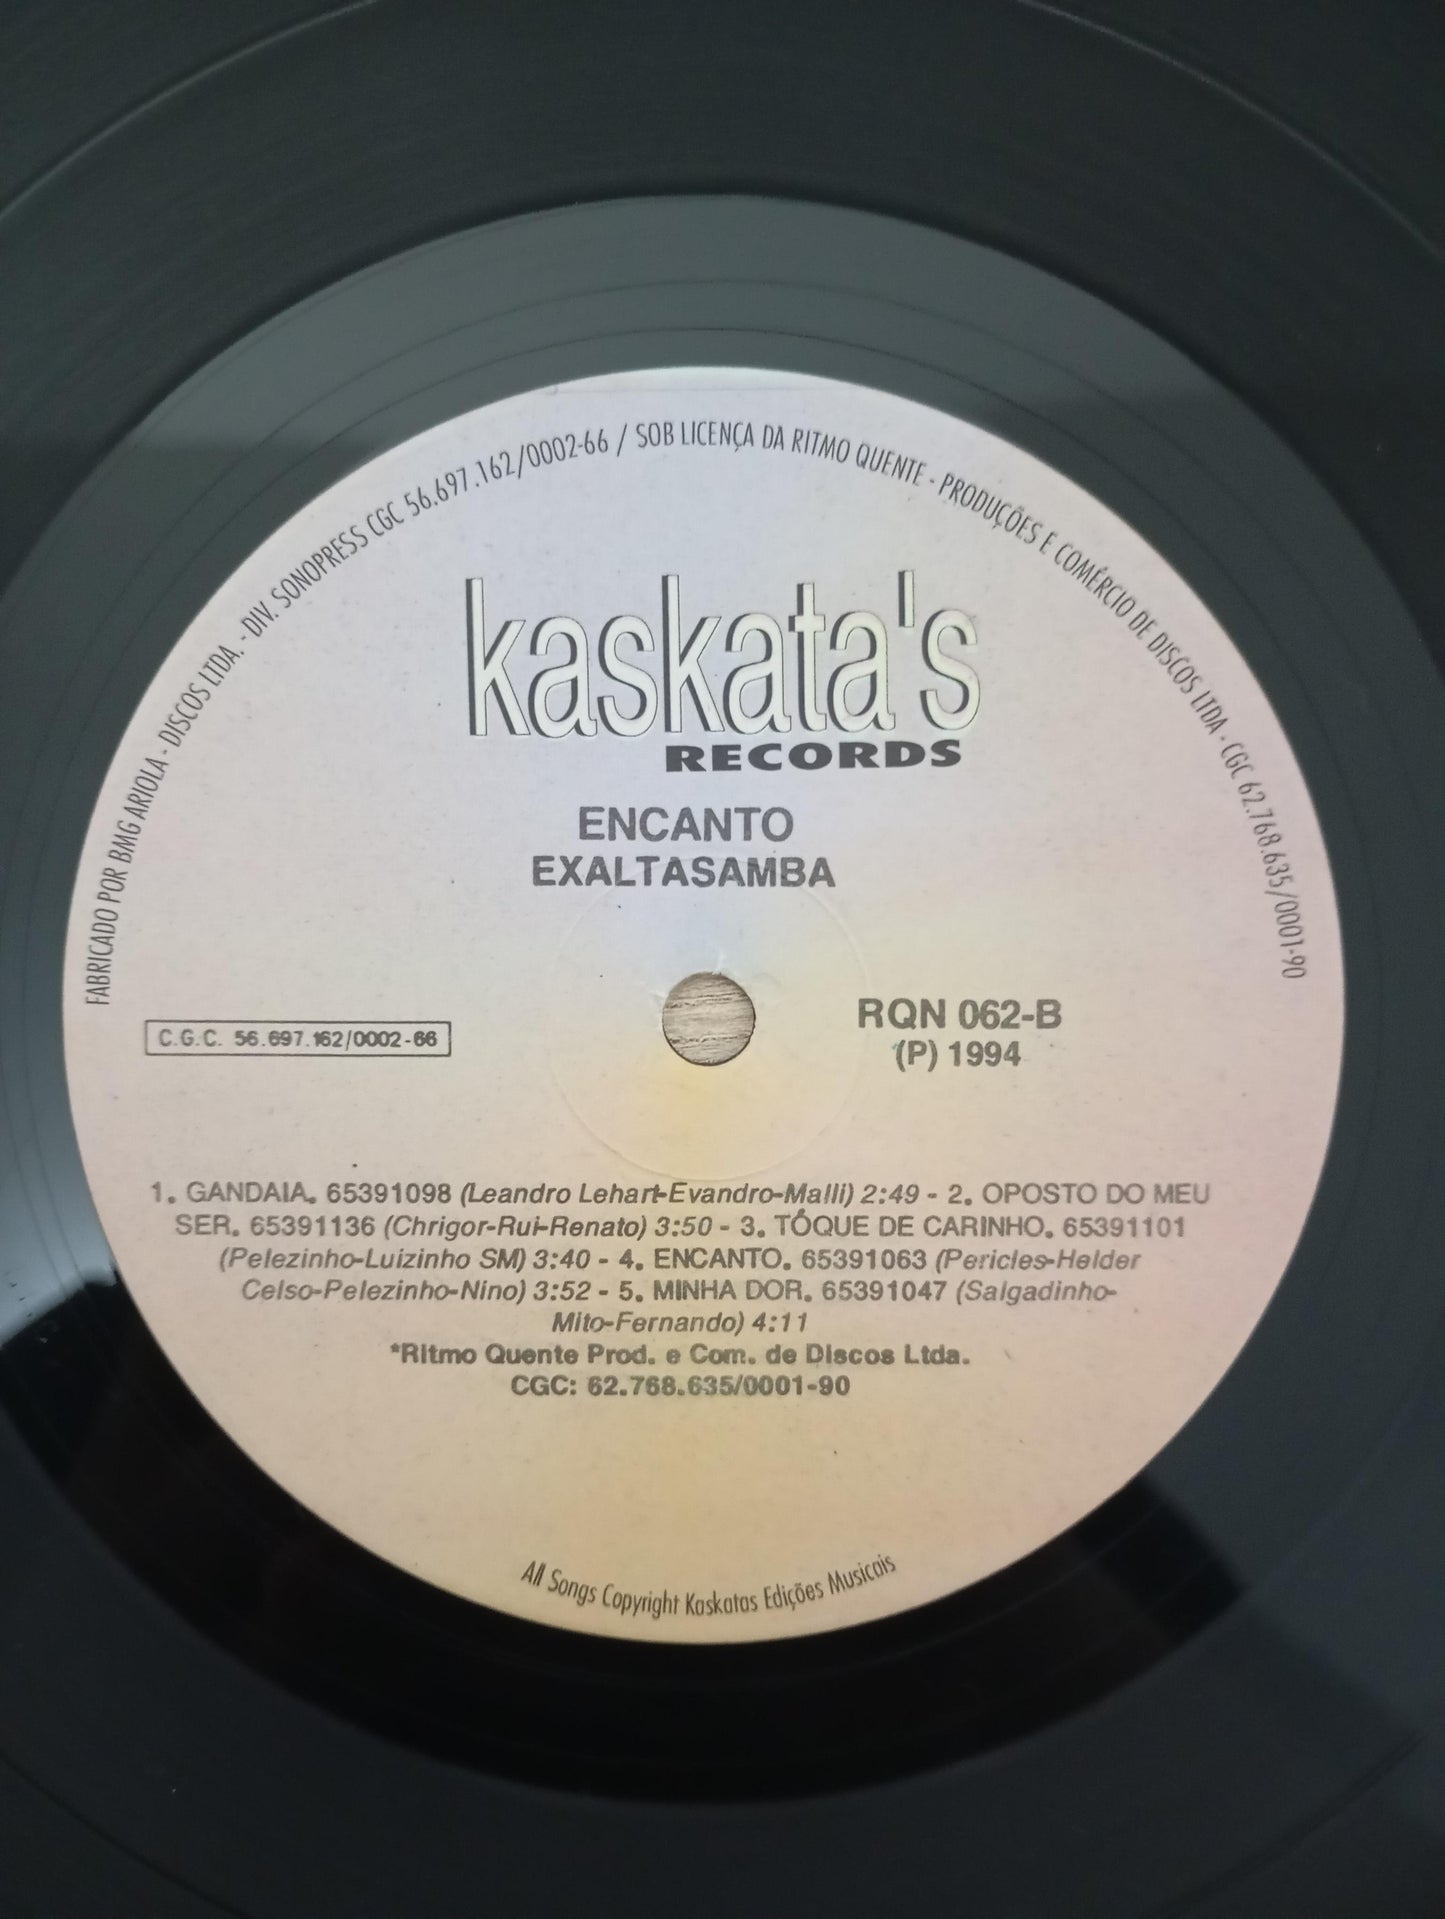 FABRICADO POR BMG ARIOLA - DISCOS LTDA. - DIV. SONOPRESS CGC 56.697.162/0002-66 / SOB LICENÇA DA RITMO QUENTE - PRODUÇÕES E COMÉRCIO DE DISCOS LTDA - CGC 62.768.635/0001-90
kaskata's
RECORDS
ENCANTO
EXALTASAMBA
C.G.C. 56.697.162/0002-66
RQN 062-B
(P) 1994
1. GANDAIA. 65391098 (Leandro Lehart-Evandro-Malli) 2:49 - 2. OPOSTO DO MEU
SER. 65391136 (Chrigor-Rui-Renato) 3:50 - 3. TÓQUE DE CARINHO. 65391101
(Pelezinho-Luizinho SM) 3:40 - 4. ENCANTO. 65391063 (Pericles-Helder
Celso-Pelezinho-Nino) 3:52 - 5. MINHA DOR. 65391047 (Salgadinho-
Mito-Fernando) 4:11
*Ritmo Quente Prod. e Com. de Discos Ltda.
CGC: 62.768.635/0001-90
All Songs Copyright Kaskatas Edições Musicais